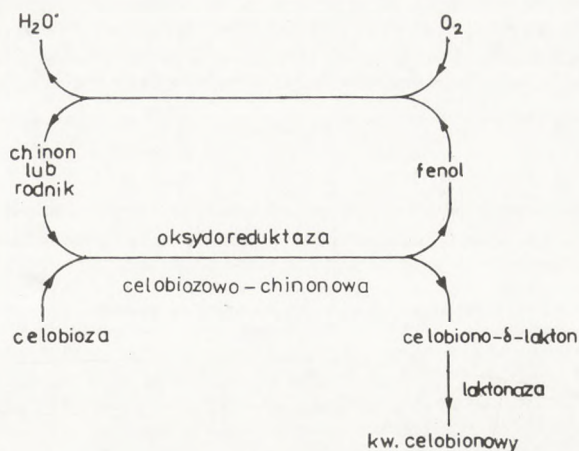 H₂O•
O₂
chinon
lub
rodnik
fenol
oksydoreduktaza
celobiozowo-chinonowa
celobioza
celobiono-δ-lakton
laktonaza
kw. celobionowy